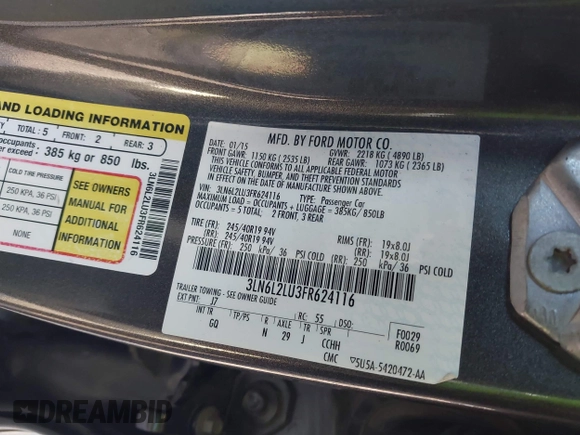 AND LOADING INFORMATION
TOTAL: 5 FRONT: 2 REAR: 3
occupants
er exceed: 385 kg or 850 lbs.
COLD TIRE PRESSURE
250 KPA, 36 PSI
250 KPA, 36 PSI
NONE
SEE OWNERS
MANUAL FOR
ADDITIONAL
INFORMATION
3LN6L2LU3FR624116
MFD. BY FORD MOTOR CO.
01/15
FRONT GAWR: 1150 KG (2535 LB)
GVWR: 2218 KG (4890 LB)
REAR GAWR: 1073 KG (2365 LB)
THIS VEHICLE CONFORMS TO ALL APPLICABLE FEDERAL MOTOR
VEHICLE SAFETY, BUMPER, AND THEFT PREVENTION STANDARDS
IN EFFECT ON THE DATE OF MANUFACTURE SHOWN ABOVE.
VIN: 3LN6L2LU3FR624116 TYPE: Passenger Car
MAXIMUM LOAD = OCCUPANTS + LUGGAGE = 385KG / 850LB
OCCUPANTS = 5 TOTAL; 2 FRONT, 3 REAR
TIRE (FR) 245/40R19 94V RIMS (FR): 19x8.0J
(RR) 245/40R19 94V (RR): 19x8.0J
PRESSURE (FR) 250 kPa/ 36 PSI COLD (RR) 250 kPa/ 36 PSI COLD
3LN6L2LU3FR624116
TRAILER TOWING - SEE OWNER GUIDE
EXT PNT: J7 RC: 55 DSO: F0029
INT TR TP/PS R AXLE TR SPR R0069
GQ N 29 J CCHH
CMC 5U5A-5420472-AA
DREAMBID